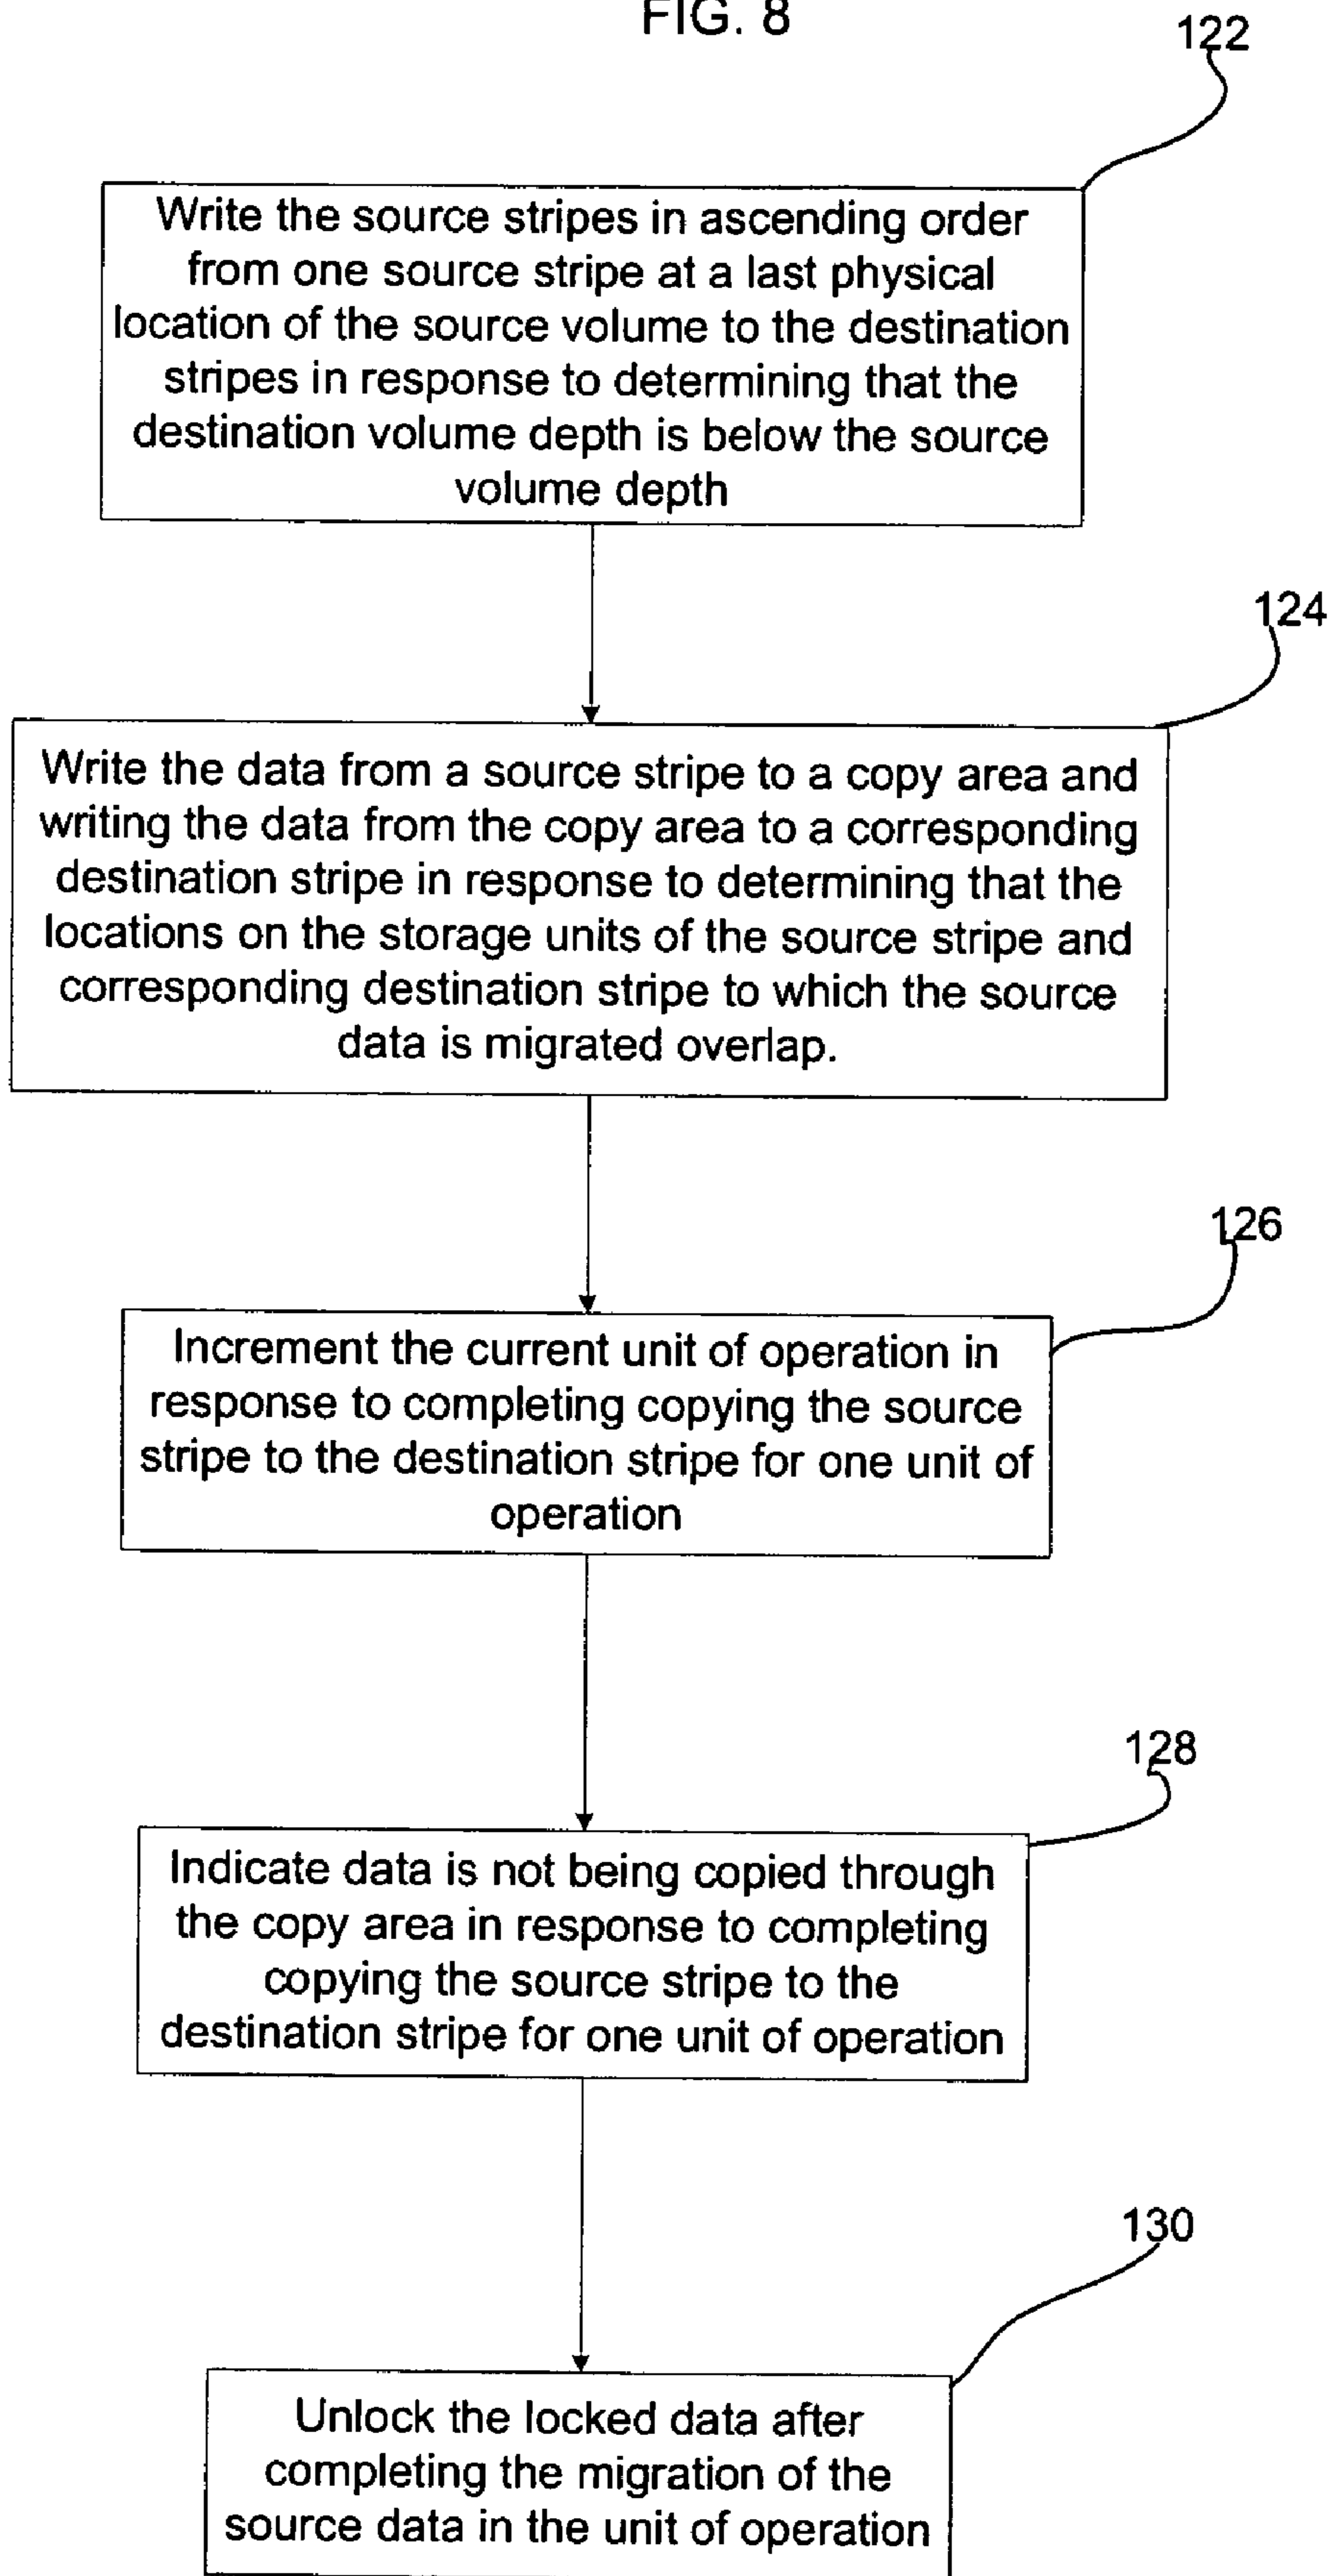 FIG. 8
122
Write the source stripes in ascending order
from one source stripe at a last physical
location of the source volume to the destination
stripes in response to determining that the
destination volume depth is below the source
volume depth
124
Write the data from a source stripe to a copy area and
writing the data from the copy area to a corresponding
destination stripe in response to determining that the
locations on the storage units of the source stripe and
corresponding destination stripe to which the source
data is migrated overlap.
126
Increment the current unit of operation in
response to completing copying the source
stripe to the destination stripe for one unit of
operation
128
Indicate data is not being copied through
the copy area in response to completing
copying the source stripe to the
destination stripe for one unit of operation
130
Unlock the locked data after
completing the migration of the
source data in the unit of operation